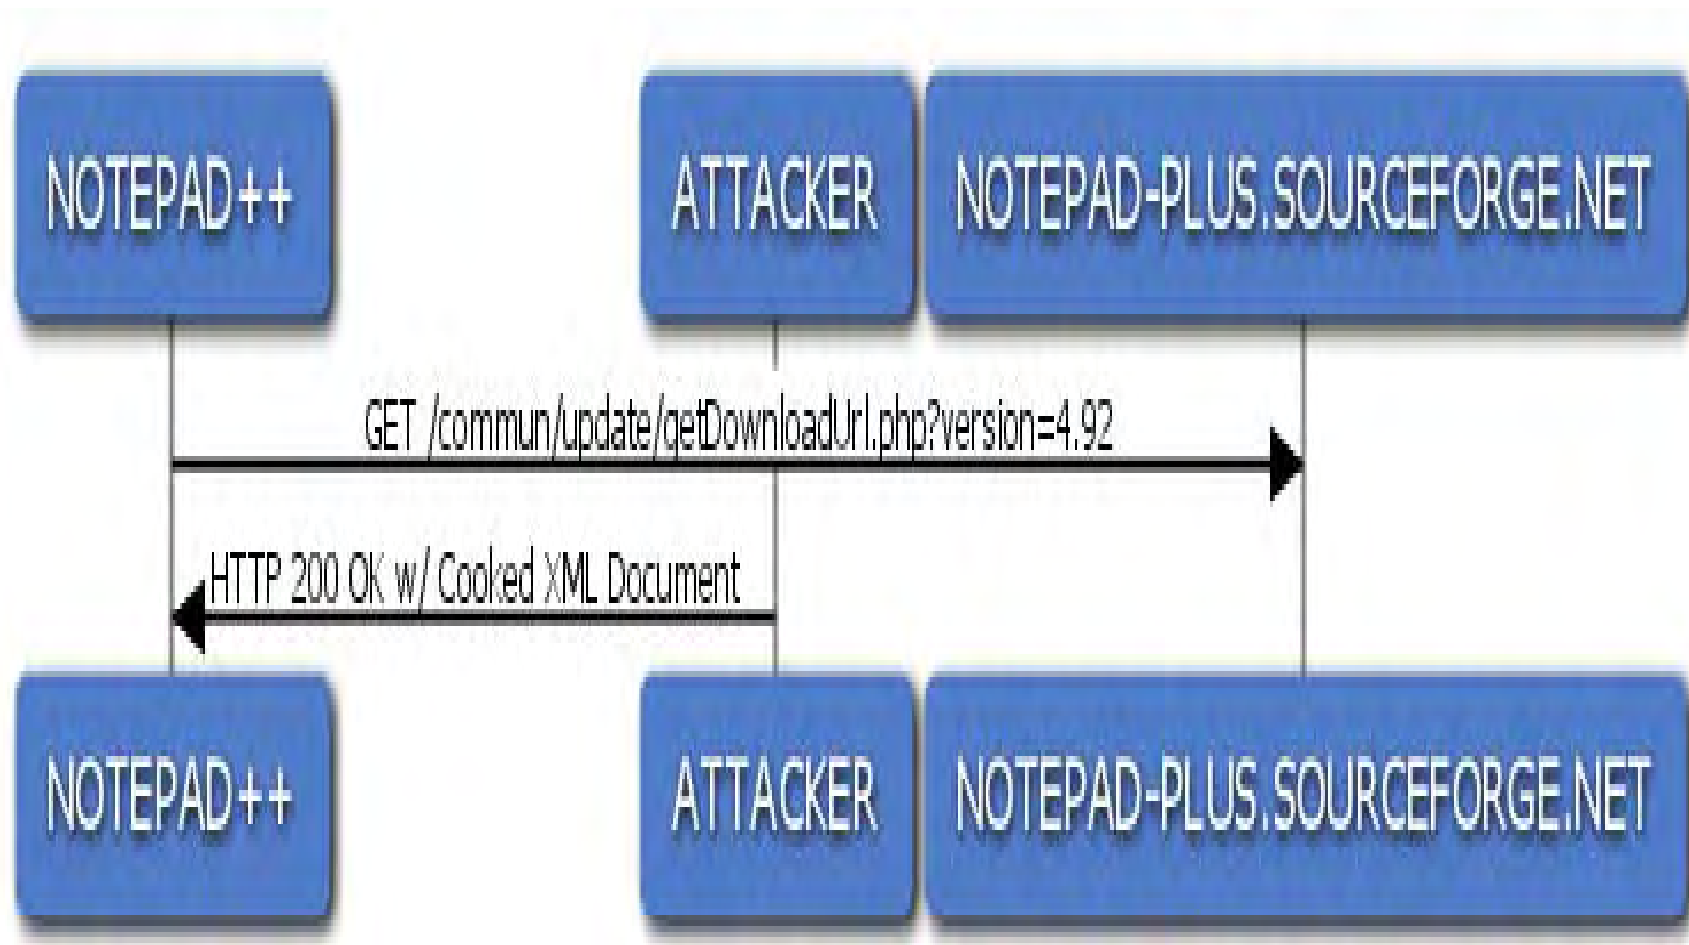 NOTEPAD++
ATTACKER
NOTEPAD-PLUS.SOURCEFORGE.NET
GET /commun/update/getDownloadUrl.php?version=4.92
HTTP 200 OK w/ Cooked XML Document
NOTEPAD++
ATTACKER
NOTEPAD-PLUS.SOURCEFORGE.NET